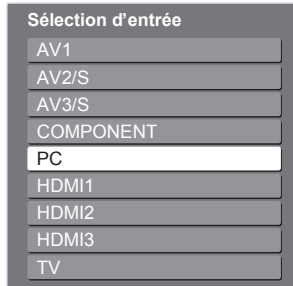 Sélection d’entrée
AV1
AV2/S
AV3/S
COMPONENT
PC
HDMI1
HDMI2
HDMI3
TV